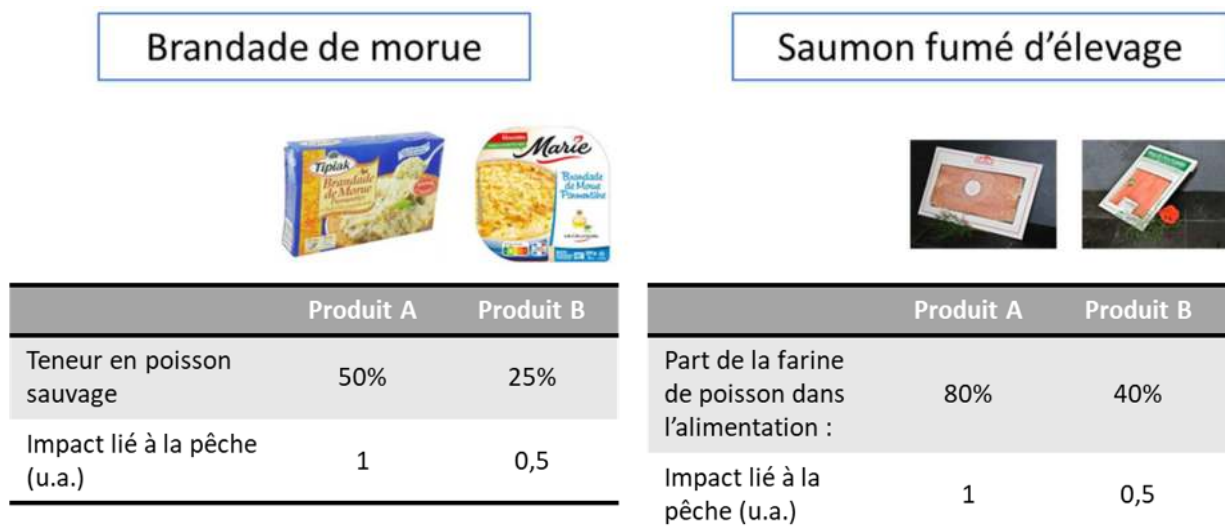 Brandade de morue
Saumon fumé d'élevage
Tipiak
Brandade
de Morue
Parmentière
Marie
Brandade
de Morue
Parmentière
Produit A Produit B
Teneur en poisson
sauvage
50% 25%
Impact lié à la pêche
(u.a.)
1 0,5
Produit A Produit B
Part de la farine
de poisson dans
l'alimentation :
80% 40%
Impact lié à la
pêche (u.a.)
1 0,5